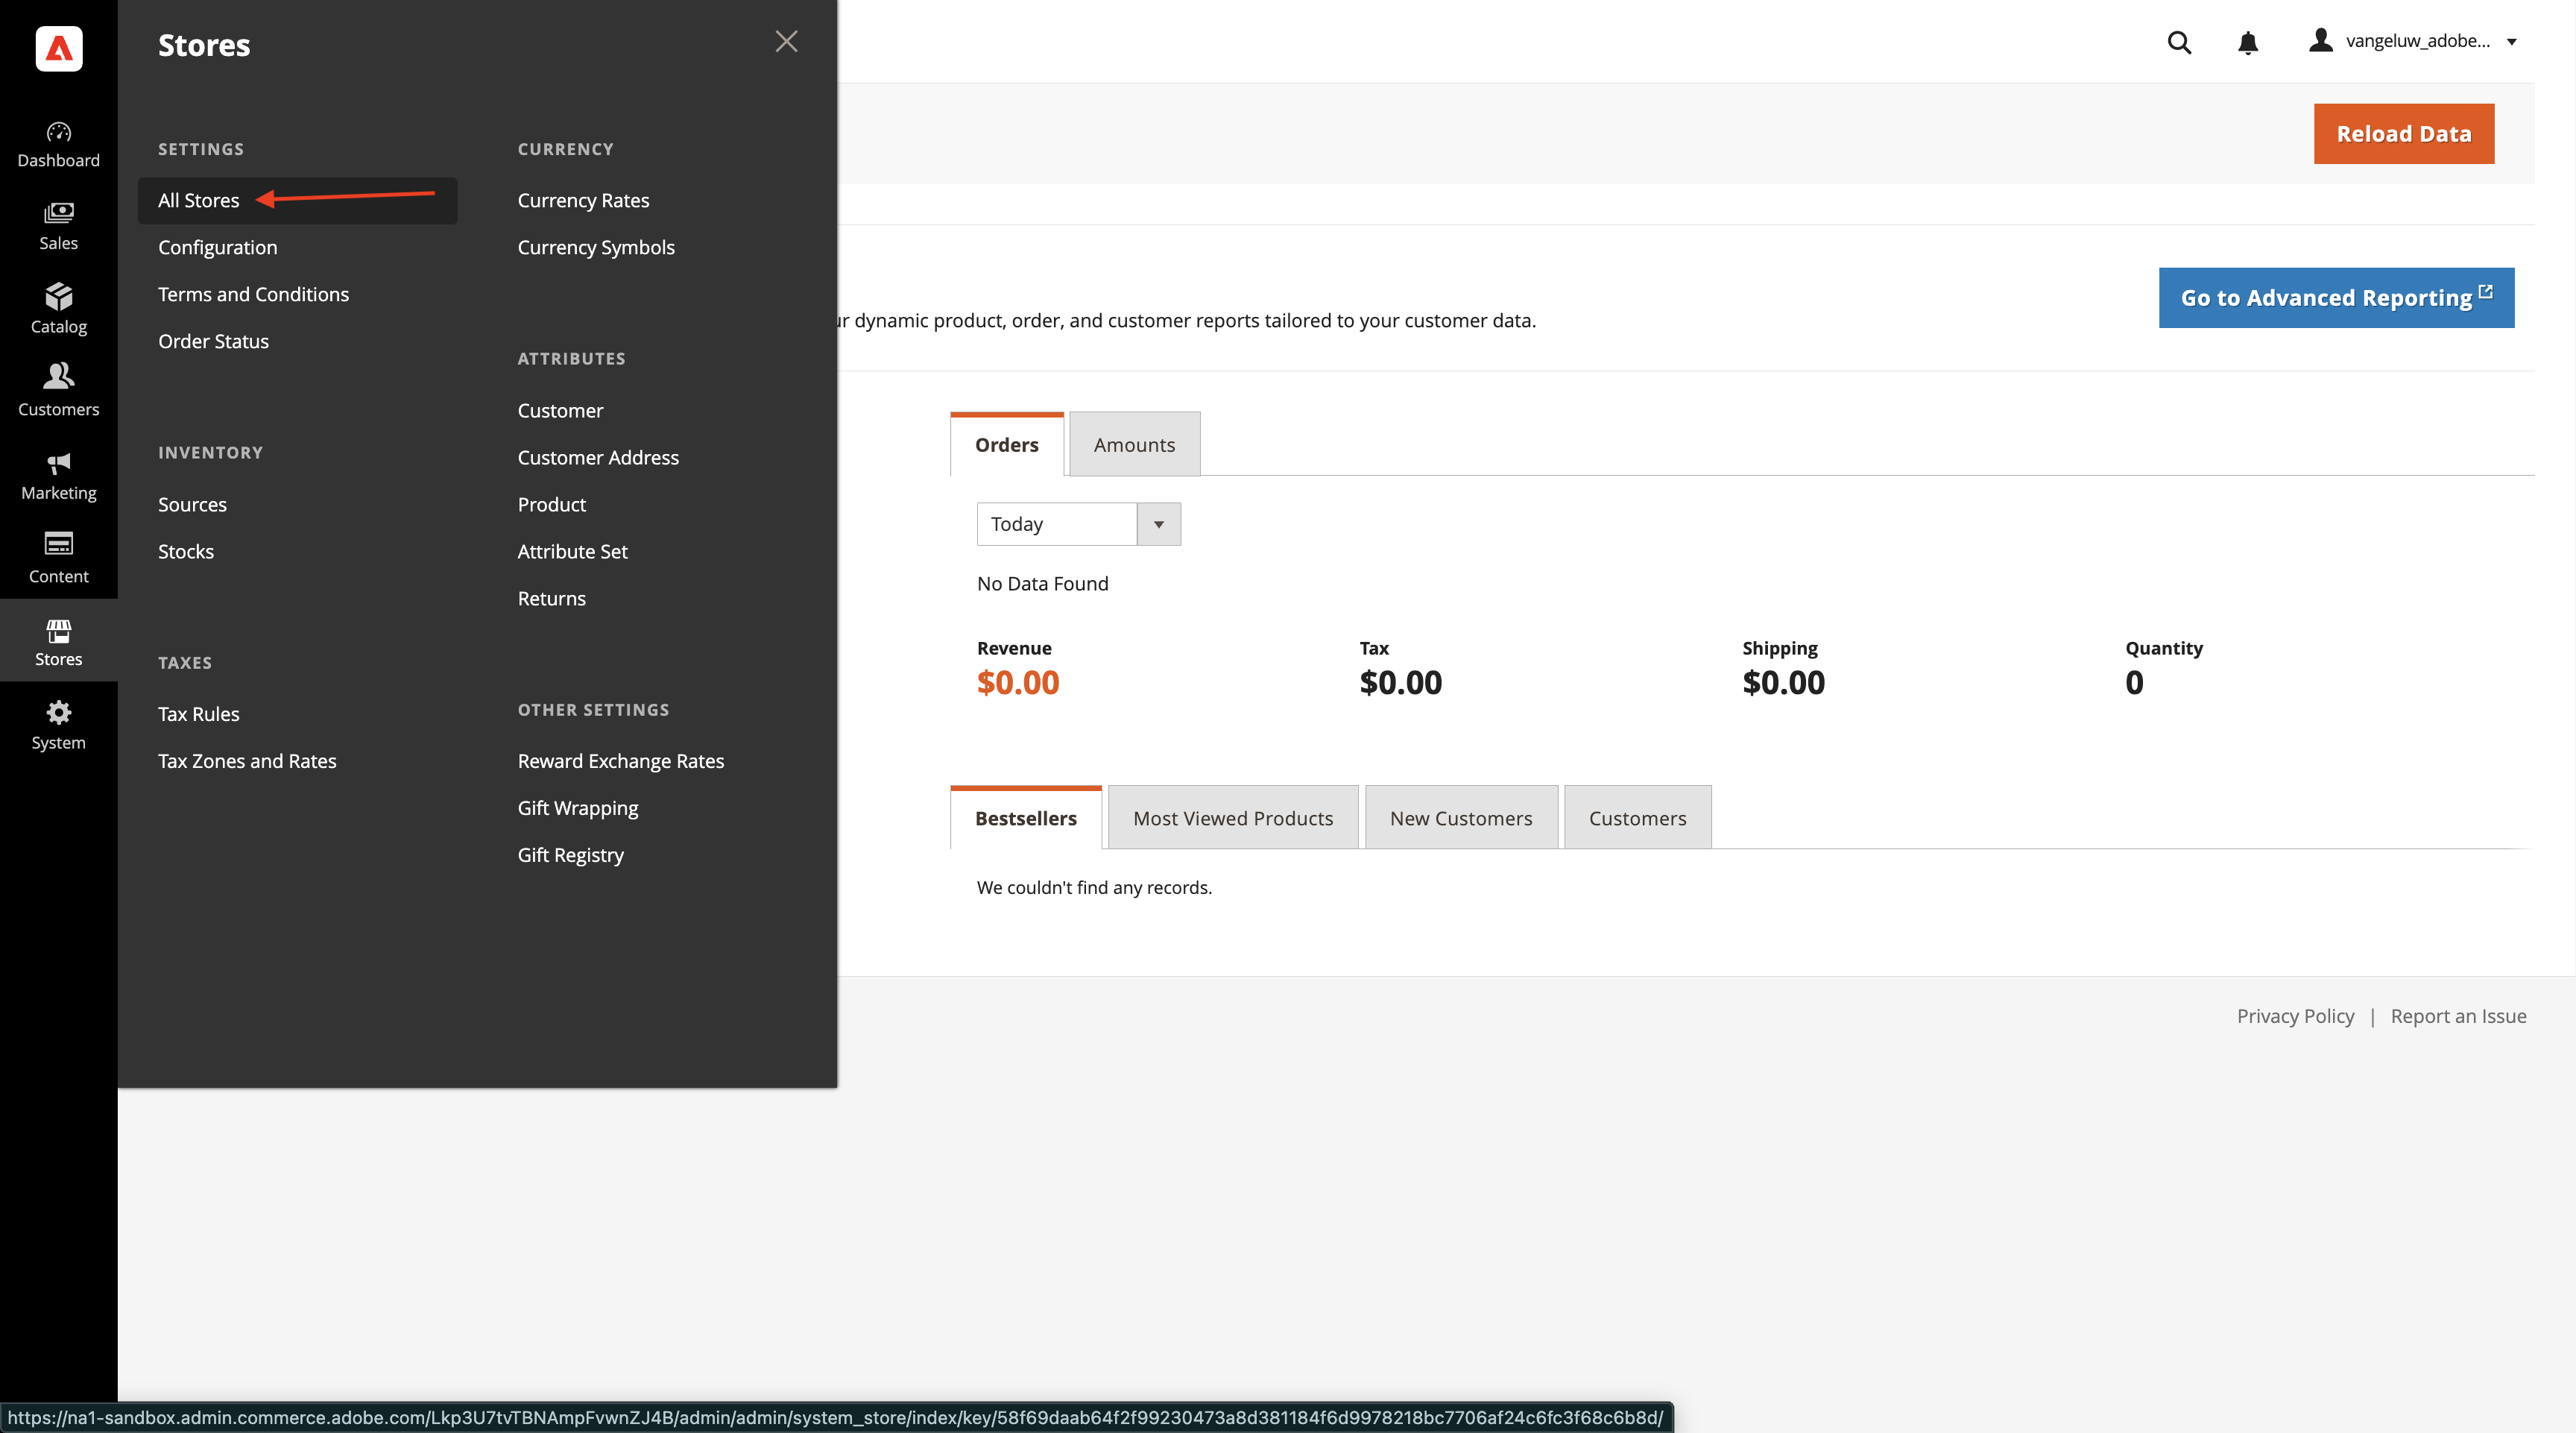 Dashboard
Sales
Catalog
Customers
Marketing
Content
Stores
System
Stores
SETTINGS
All Stores
Configuration
Terms and Conditions
Order Status
INVENTORY
Sources
Stocks
TAXES
Tax Rules
Tax Zones and Rates
CURRENCY
Currency Rates
Currency Symbols
ATTRIBUTES
Customer
Customer Address
Product
Attribute Set
Returns
OTHER SETTINGS
Reward Exchange Rates
Gift Wrapping
Gift Registry
vangeluw_adobe...
Reload Data
Go to Advanced Reporting
dynamic product, order, and customer reports tailored to your customer data.
Orders
Amounts
Today
No Data Found
Revenue
$0.00
Tax
$0.00
Shipping
$0.00
Quantity
0
Bestsellers
Most Viewed Products
New Customers
Customers
We couldn't find any records.
Privacy Policy | Report an Issue
https://na1-sandbox.admin.commerce.adobe.com/Lkp3U7tvTBNAmpFvwnZJ4B/admin/admin/system_store/index/key/58f69daab64f2f99230473a8d381184f6d9978218bc7706af24c6fc3f68c6b8d/